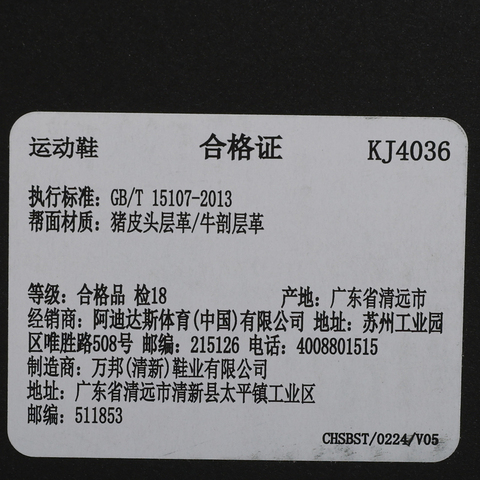 运动鞋 合格证 KJ4036
执行标准: GB/T 15107-2013
帮面材质: 猪皮头层革/牛剖层革
等级: 合格品 检18 产地: 广东省清远市
经销商: 阿迪达斯体育(中国)有限公司 地址: 苏州工业园
区唯胜路508号 邮编: 215126 电话: 4008801515
制造商: 万邦(清新)鞋业有限公司
地址: 广东省清远市清新县太平镇工业区
邮编: 511853
CHSBST/0224/V05